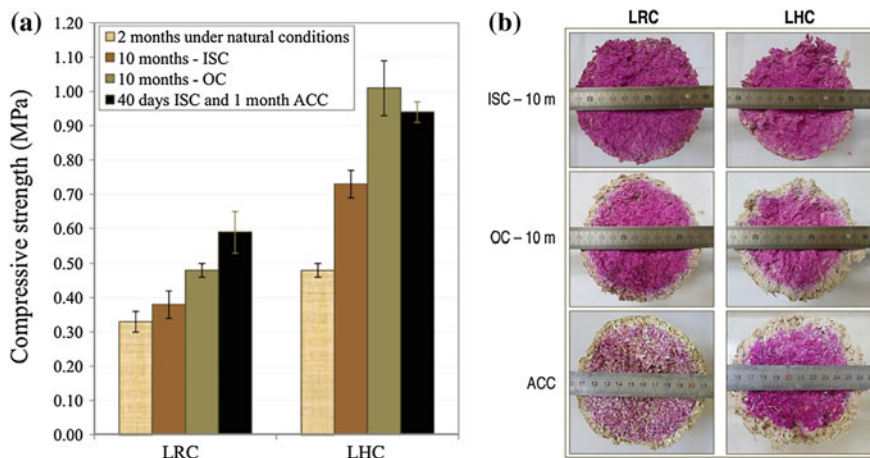 (a)
1.20
1.10
1.00
0.90
0.80
0.70
0.60
0.50
0.40
0.30
0.20
0.10
0.00
Compressive strength (MPa)
2 months under natural conditions
10 months - ISC
10 months - OC
40 days ISC and 1 month ACC
LRC
LHC
(b)
LRC
LHC
ISC – 10 m
OC – 10 m
ACC